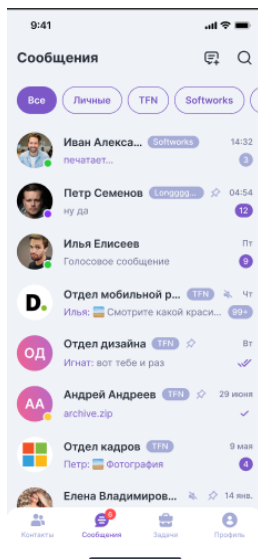 9:41
Сообщения
Все Личные TFN Softworks
Иван Алекса... Softworks 14:32
печатает... 3
Петр Семенов Longggg... 04:54
ну да 12
Илья Елисеев Пт
Голосовое сообщение 9
D. Отдел мобильной р... TFN Чт
Илья: Смотрите какой краси... 99+
ОД Отдел дизайна TFN Вт
Игнат: вот тебе и раз
АА Андрей Андреев TFN 29 июня
archive.zip
Отдел кадров TFN 9 мая
Петр: Фотография 4
Елена Владимиров... 14 янв.
6
Контакты Сообщения Задачи Профиль